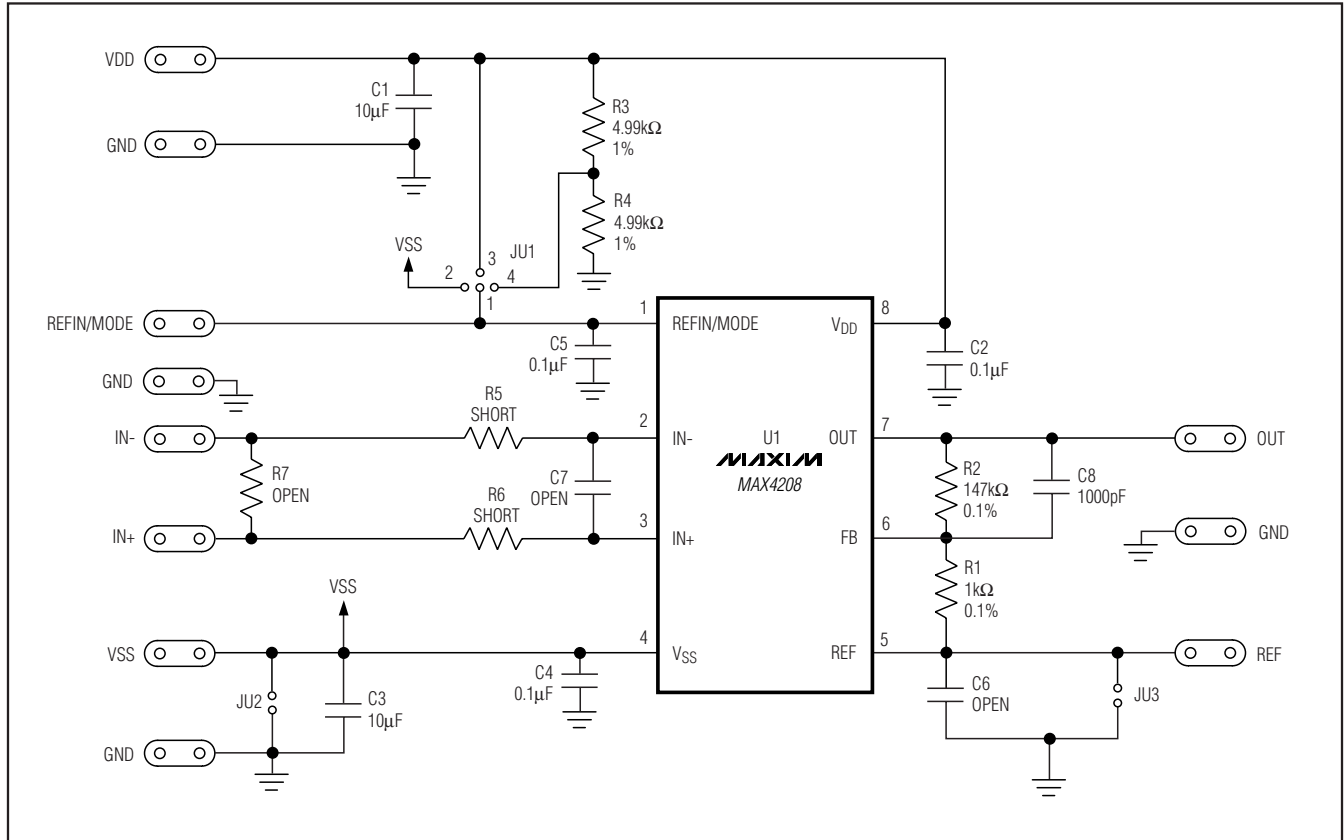 VDD
C1
10μF
R3
4.99kΩ
1%
GND
R4
4.99kΩ
1%
VSS
JU1
3
2
4
1
REFIN/MODE
1
REFIN/MODE
VDD
8
C5
0.1μF
C2
0.1μF
GND
R5
SHORT
IN-
2
IN-
U1
MAXIM
MAX4208
OUT
7
OUT
R7
OPEN
C7
OPEN
R2
147kΩ
0.1%
C8
1000pF
R6
SHORT
IN+
3
IN+
FB
6
GND
R1
1kΩ
0.1%
VSS
VSS
4
VSS
REF
5
REF
C4
0.1μF
C6
OPEN
JU3
JU2
C3
10μF
GND